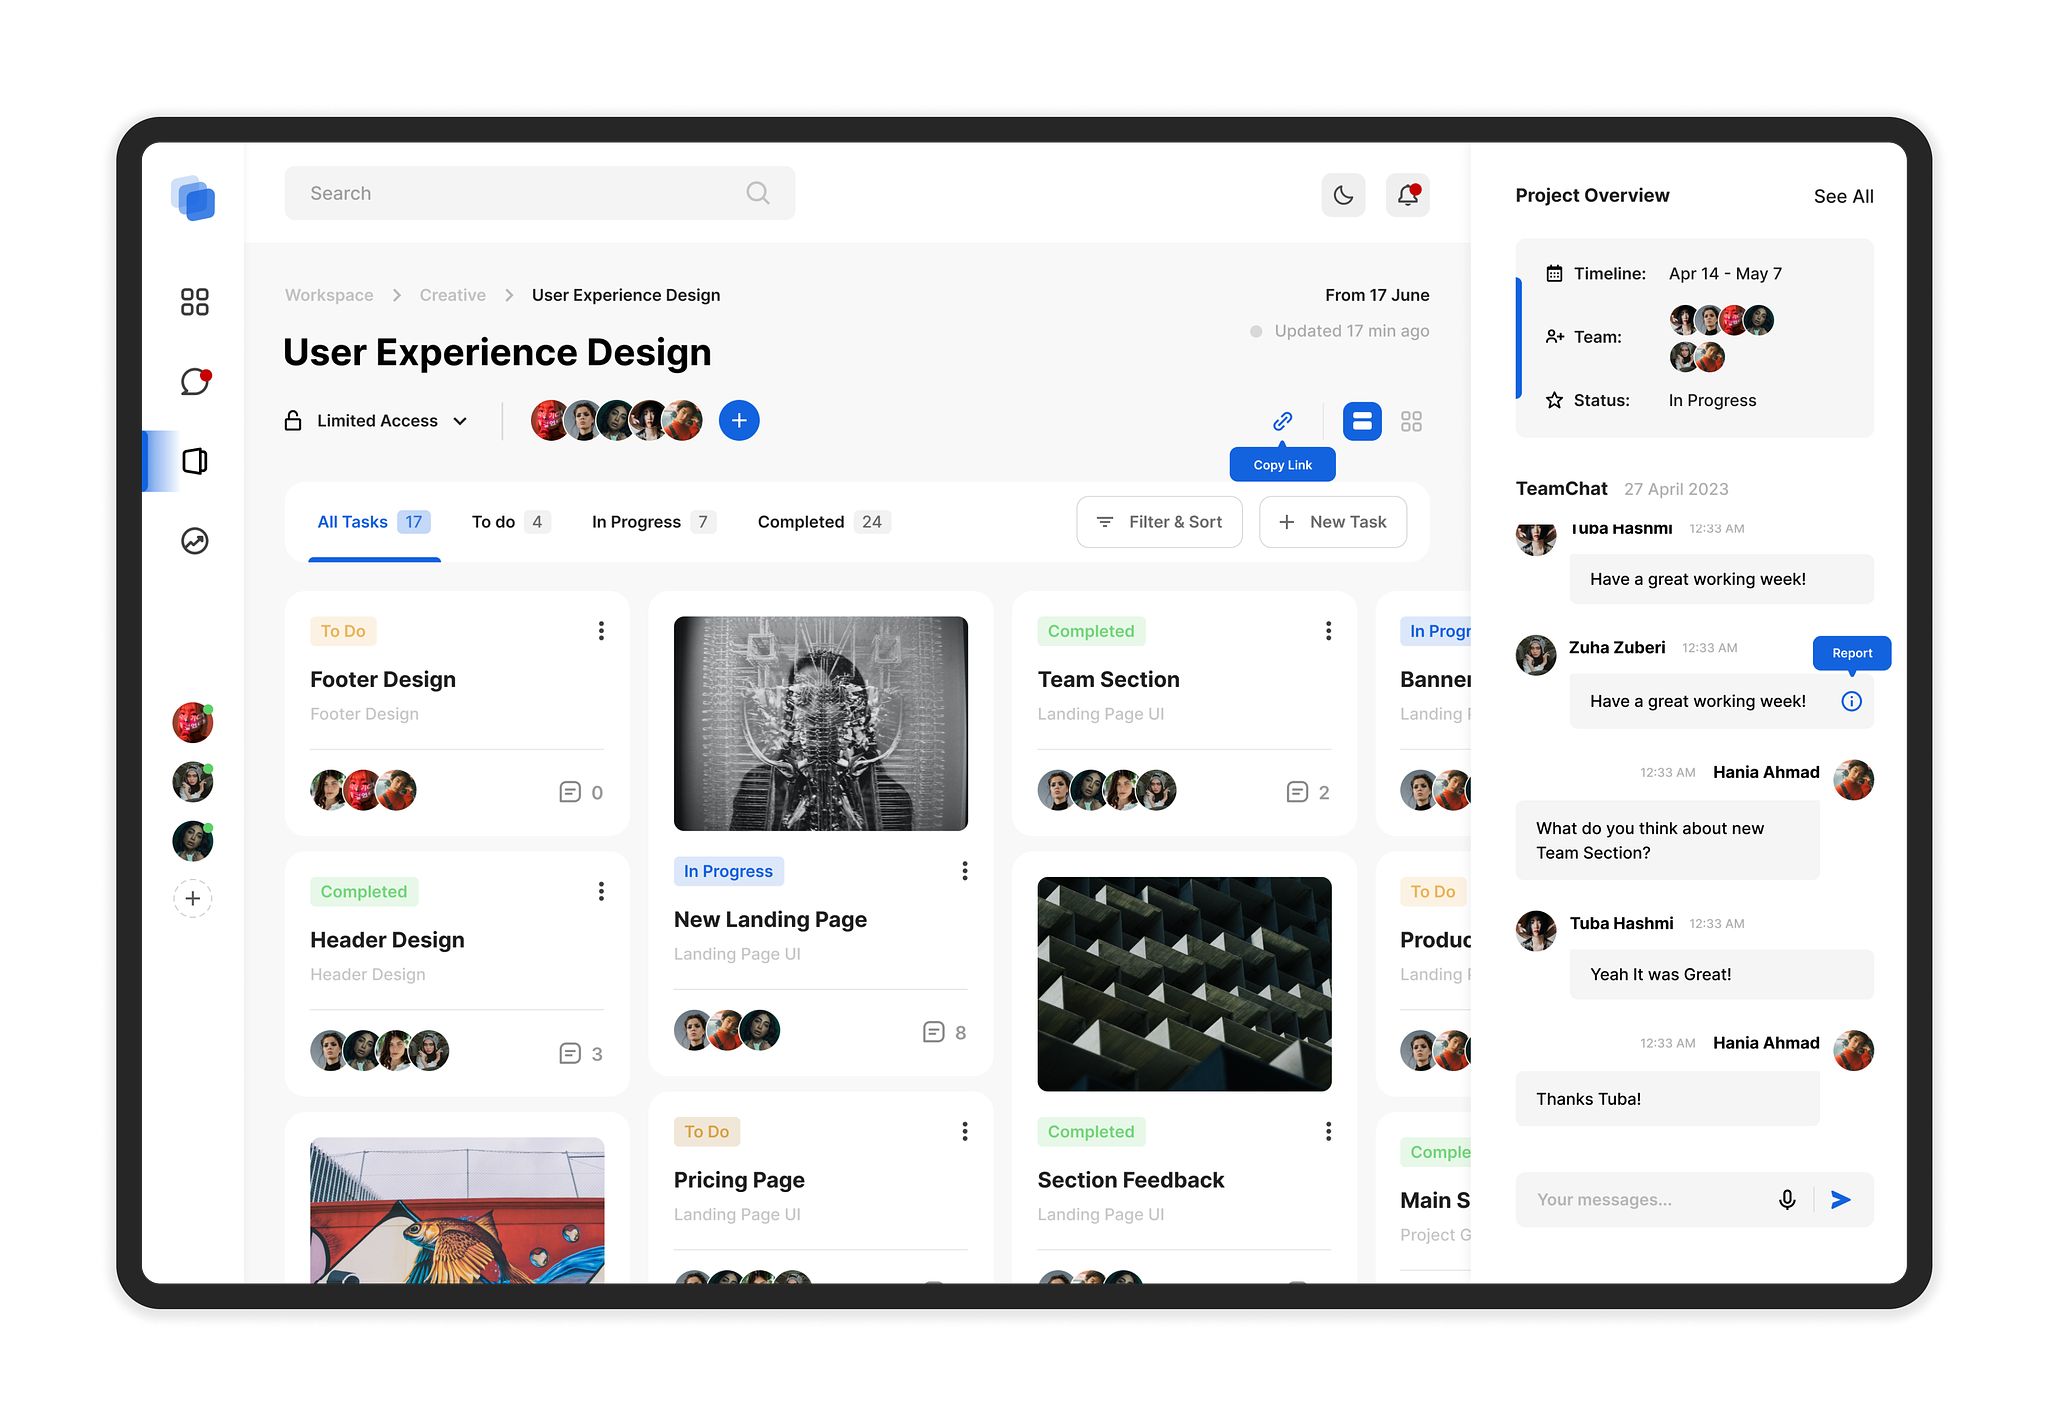 Search
Workspace
Creative
User Experience Design
From 17 June
User Experience Design
Updated 17 min ago
Limited Access
Copy Link
All Tasks 17
To do 4
In Progress 7
Completed 24
Filter & Sort
New Task
To Do
Footer Design
Footer Design
0
Completed
Header Design
Header Design
3
In Progress
New Landing Page
Landing Page UI
8
To Do
Pricing Page
Landing Page UI
Completed
Team Section
Landing Page UI
2
Completed
Section Feedback
Landing Page UI
In Progr
Banner
Landing
To Do
Produc
Landing
Comple
Main S
Project G
Project Overview
See All
Timeline: Apr 14 - May 7
Team:
Status: In Progress
TeamChat 27 April 2023
Tuba Hashmi 12:33 AM
Have a great working week!
Zuha Zuberi 12:33 AM
Report
Have a great working week!
12:33 AM Hania Ahmad
What do you think about new
Team Section?
Tuba Hashmi 12:33 AM
Yeah It was Great!
12:33 AM Hania Ahmad
Thanks Tuba!
Your messages...